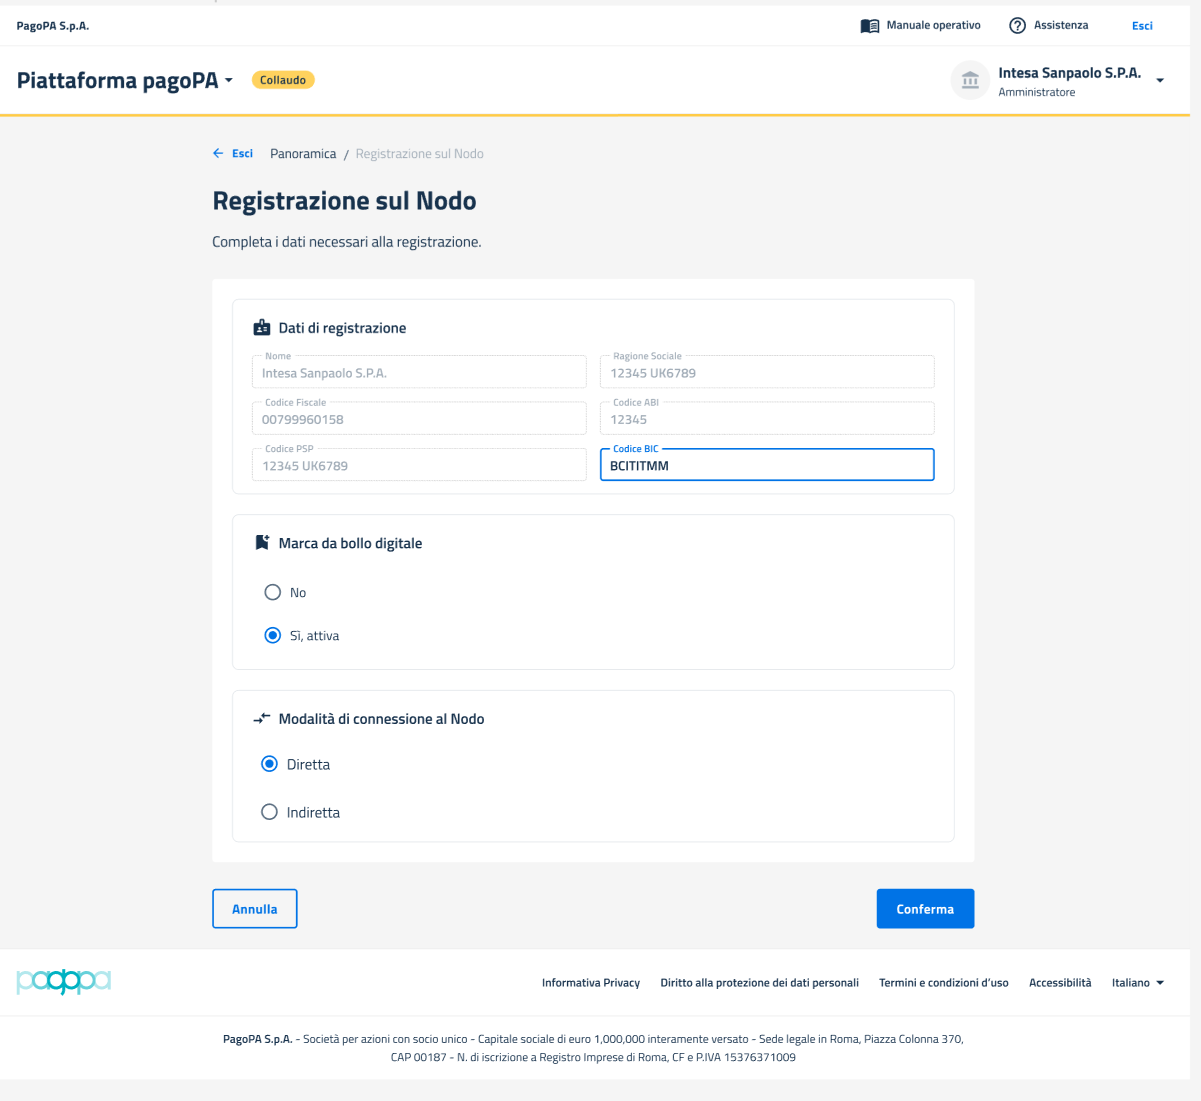 PagoPA S.p.A.
Manuale operativo
Assistenza
Esci
Piattaforma pagoPA
Collaudo
Intesa Sanpaolo S.P.A.
Amministratore
Esci
Panoramica / Registrazione sul Nodo
Registrazione sul Nodo
Completa i dati necessari alla registrazione.
Dati di registrazione
Nome
Intesa Sanpaolo S.P.A.
Ragione Sociale
12345 UK6789
Codice Fiscale
00799960158
Codice ABI
12345
Codice PSP
12345 UK6789
Codice BIC
BCITITMM
Marca da bollo digitale
No
Sì, attiva
Modalità di connessione al Nodo
Diretta
Indiretta
Annulla
Conferma
pagopa
Informativa Privacy
Diritto alla protezione dei dati personali
Termini e condizioni d'uso
Accessibilità
Italiano
PagoPA S.p.A. - Società per azioni con socio unico - Capitale sociale di euro 1,000,000 interamente versato - Sede legale in Roma, Piazza Colonna 370,
CAP 00187 - N. di iscrizione a Registro Imprese di Roma, CF e P.IVA 15376371009